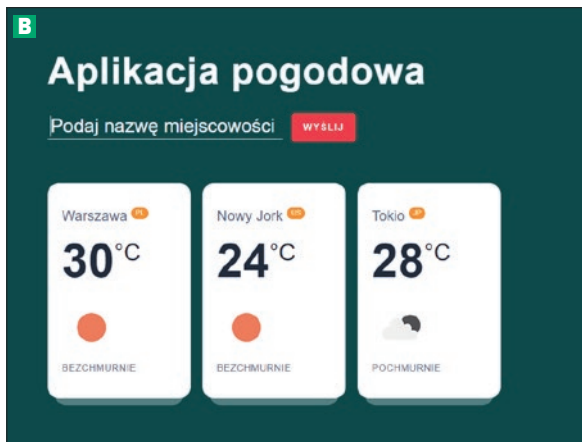 B
Aplikacja pogodowa
Podaj nazwę miejscowości WYŚLIJ
Warszawa PL
30°C
BEZCHMURNIE
Nowy Jork US
24°C
BEZCHMURNIE
Tokio JP
28°C
POCHMURNIE